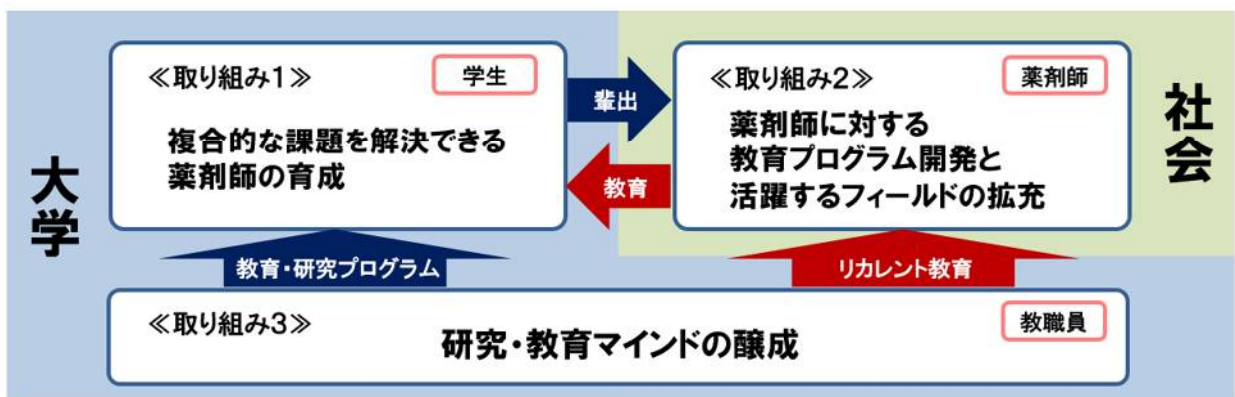 大学
社会
≪取り組み１≫
学生
複合的な課題を解決できる
薬剤師の育成
輩出
教育
≪取り組み２≫
薬剤師
薬剤師に対する
教育プログラム開発と
活躍するフィールドの拡充
教育・研究プログラム
リカレント教育
≪取り組み３≫
教職員
研究・教育マインドの醸成